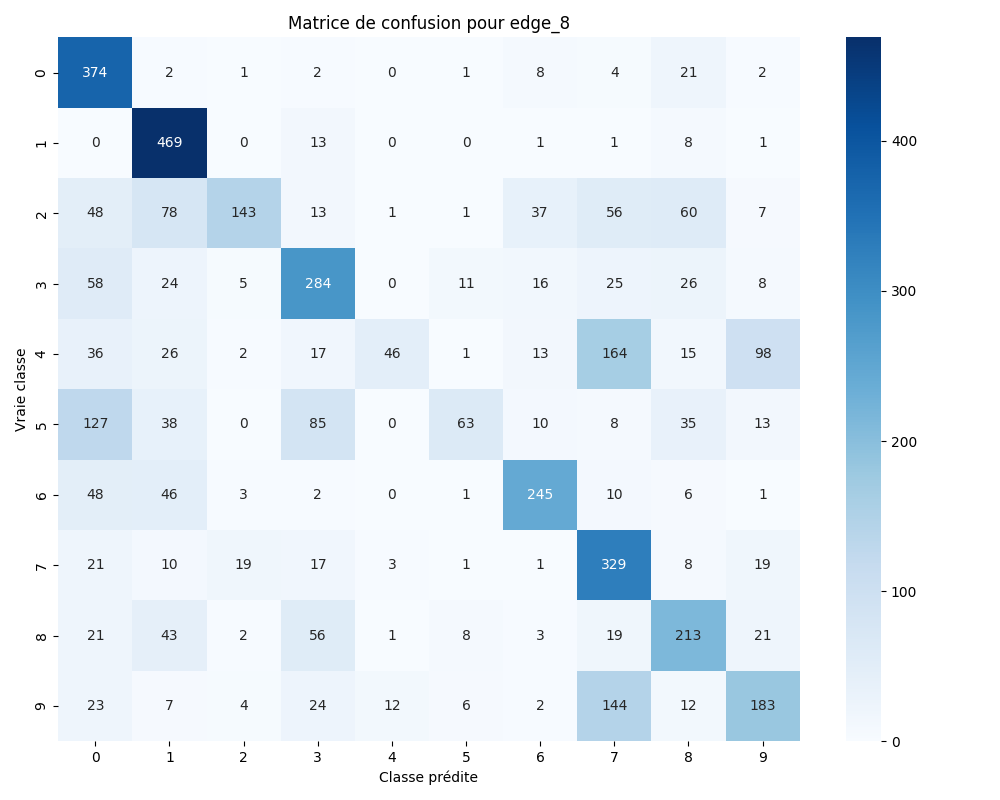 Matrice de confusion pour edge_8
0 374 2 1 2 0 1 8 4 21 2
1 0 469 0 13 0 0 1 1 8 1
2 48 78 143 13 1 1 37 56 60 7
3 58 24 5 284 0 11 16 25 26 8
4 36 26 2 17 46 1 13 164 15 98
5 127 38 0 85 0 63 10 8 35 13
6 48 46 3 2 0 1 245 10 6 1
7 21 10 19 17 3 1 1 329 8 19
8 21 43 2 56 1 8 3 19 213 21
9 23 7 4 24 12 6 2 144 12 183
0 1 2 3 4 5 6 7 8 9
Vraie classe
Classe prédite
400
300
200
100
0